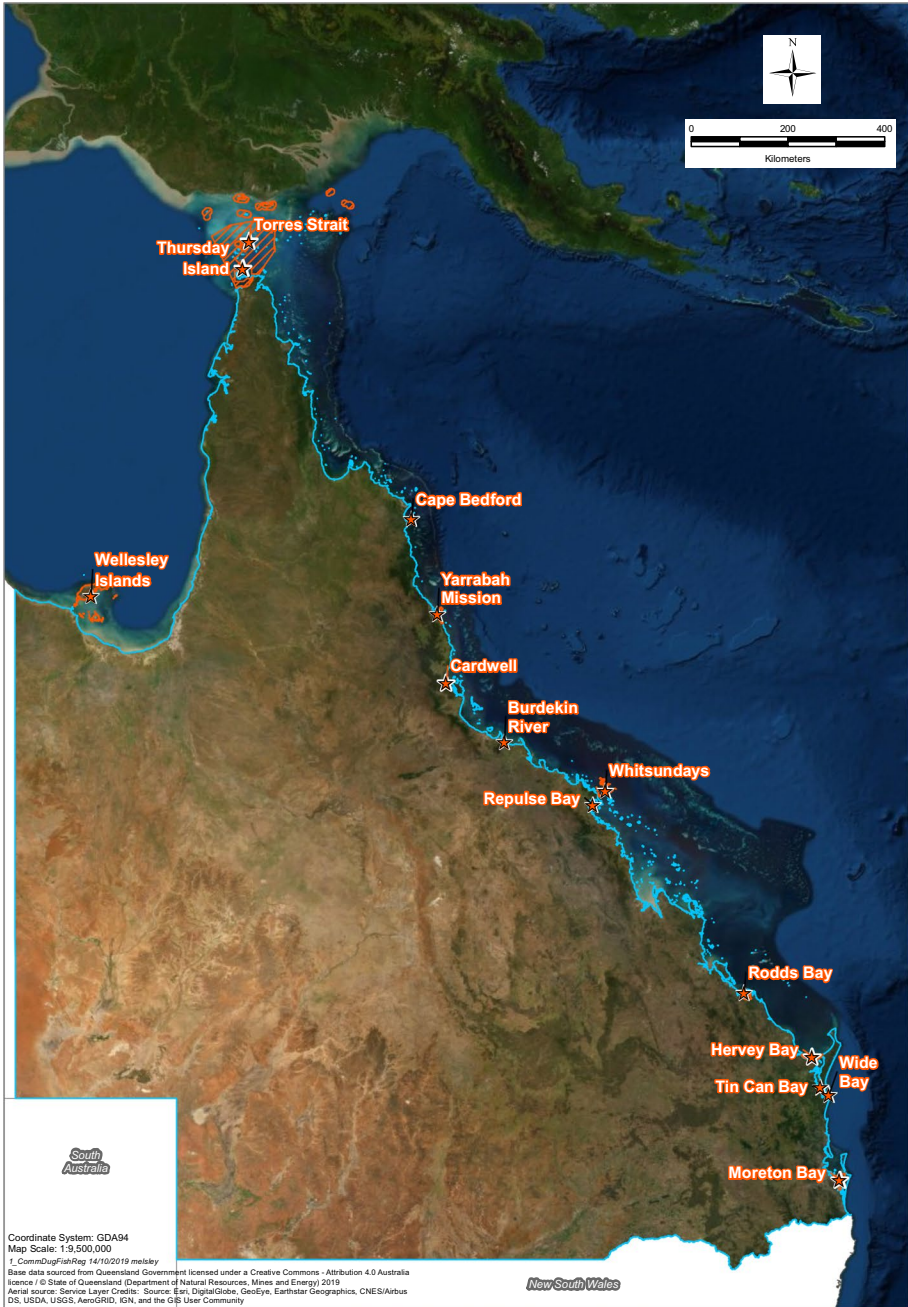 N
0 200 400
Kilometers
Torres Strait
Thursday
Island
Cape Bedford
Wellesley
Islands
Yarrabah
Mission
Cardwell
Burdekin
River
Whitsundays
Repulse Bay
Rodds Bay
Hervey Bay
Wide
Bay
Tin Can Bay
Moreton Bay
South
Australia
New South Wales
Coordinate System: GDA94
Map Scale: 1:9,500,000
1_CommDugFishReg 14/10/2019 melsley
Base data sourced from Queensland Government licensed under a Creative Commons - Attribution 4.0 Australia
licence / © State of Queensland (Department of Natural Resources, Mines and Energy) 2019
Aerial source: Service Layer Credits: Source: Esri, DigitalGlobe, GeoEye, Earthstar Geographics, CNES/Airbus
DS, USDA, USGS, AeroGRID, IGN, and the GIS User Community